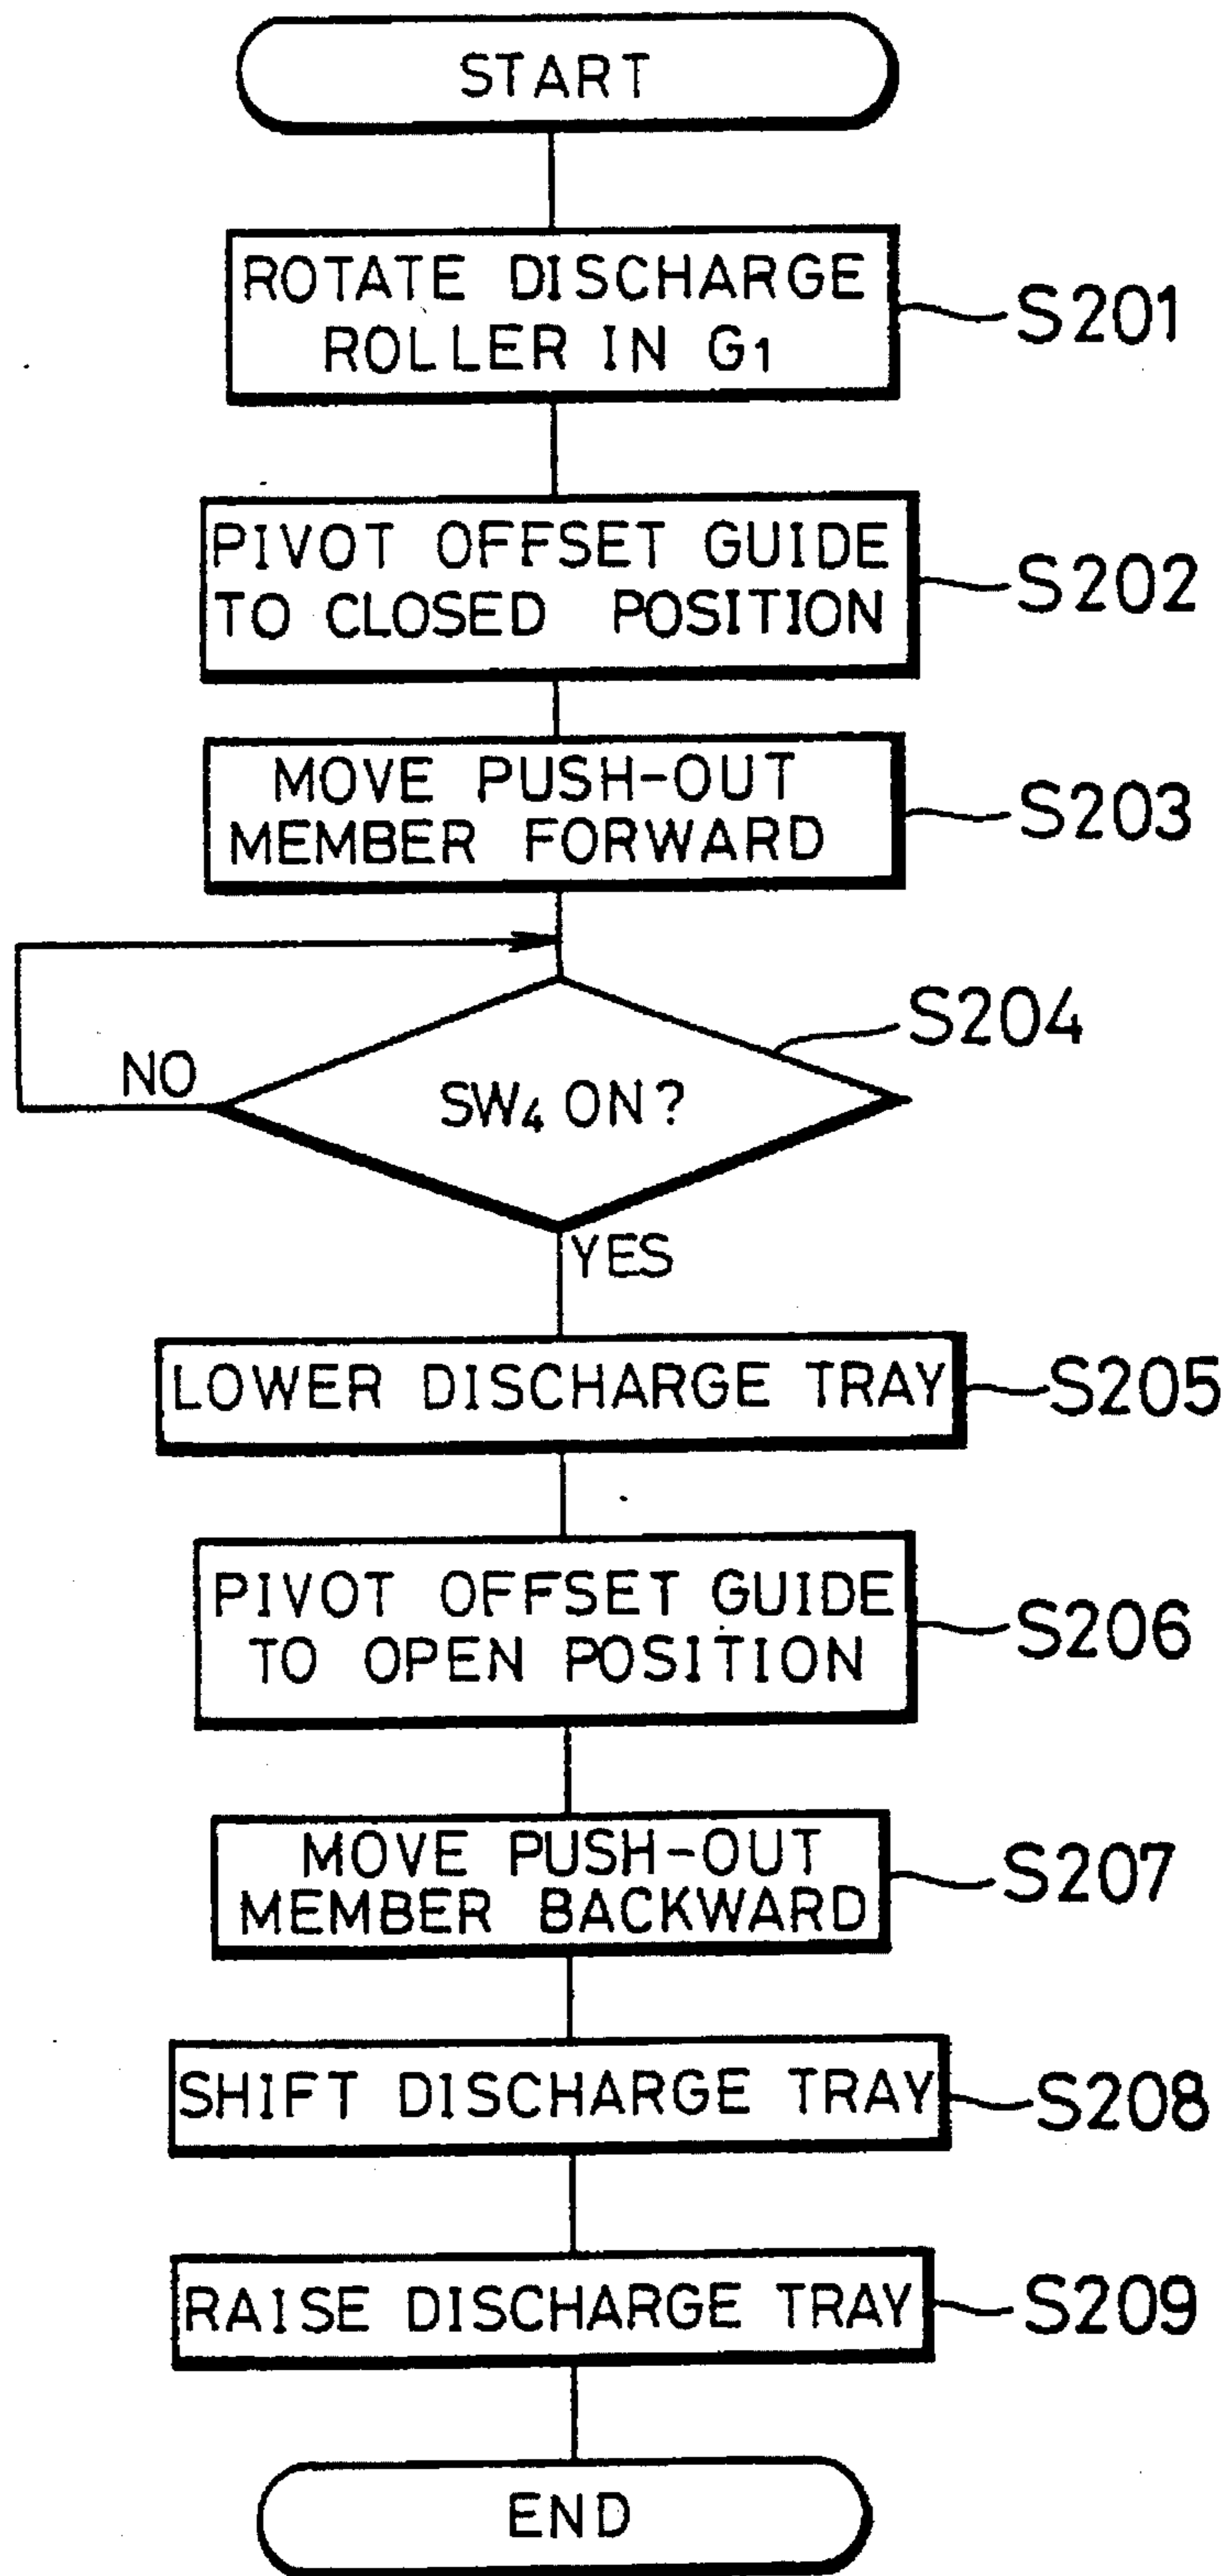 START
ROTATE DISCHARGE
ROLLER IN G1
S201
PIVOT OFFSET GUIDE
TO CLOSED POSITION
S202
MOVE PUSH-OUT
MEMBER FORWARD
S203
S204
NO
SW4 ON?
YES
LOWER DISCHARGE TRAY
S205
PIVOT OFFSET GUIDE
TO OPEN POSITION
S206
MOVE PUSH-OUT
MEMBER BACKWARD
S207
SHIFT DISCHARGE TRAY
S208
RAISE DISCHARGE TRAY
S209
END